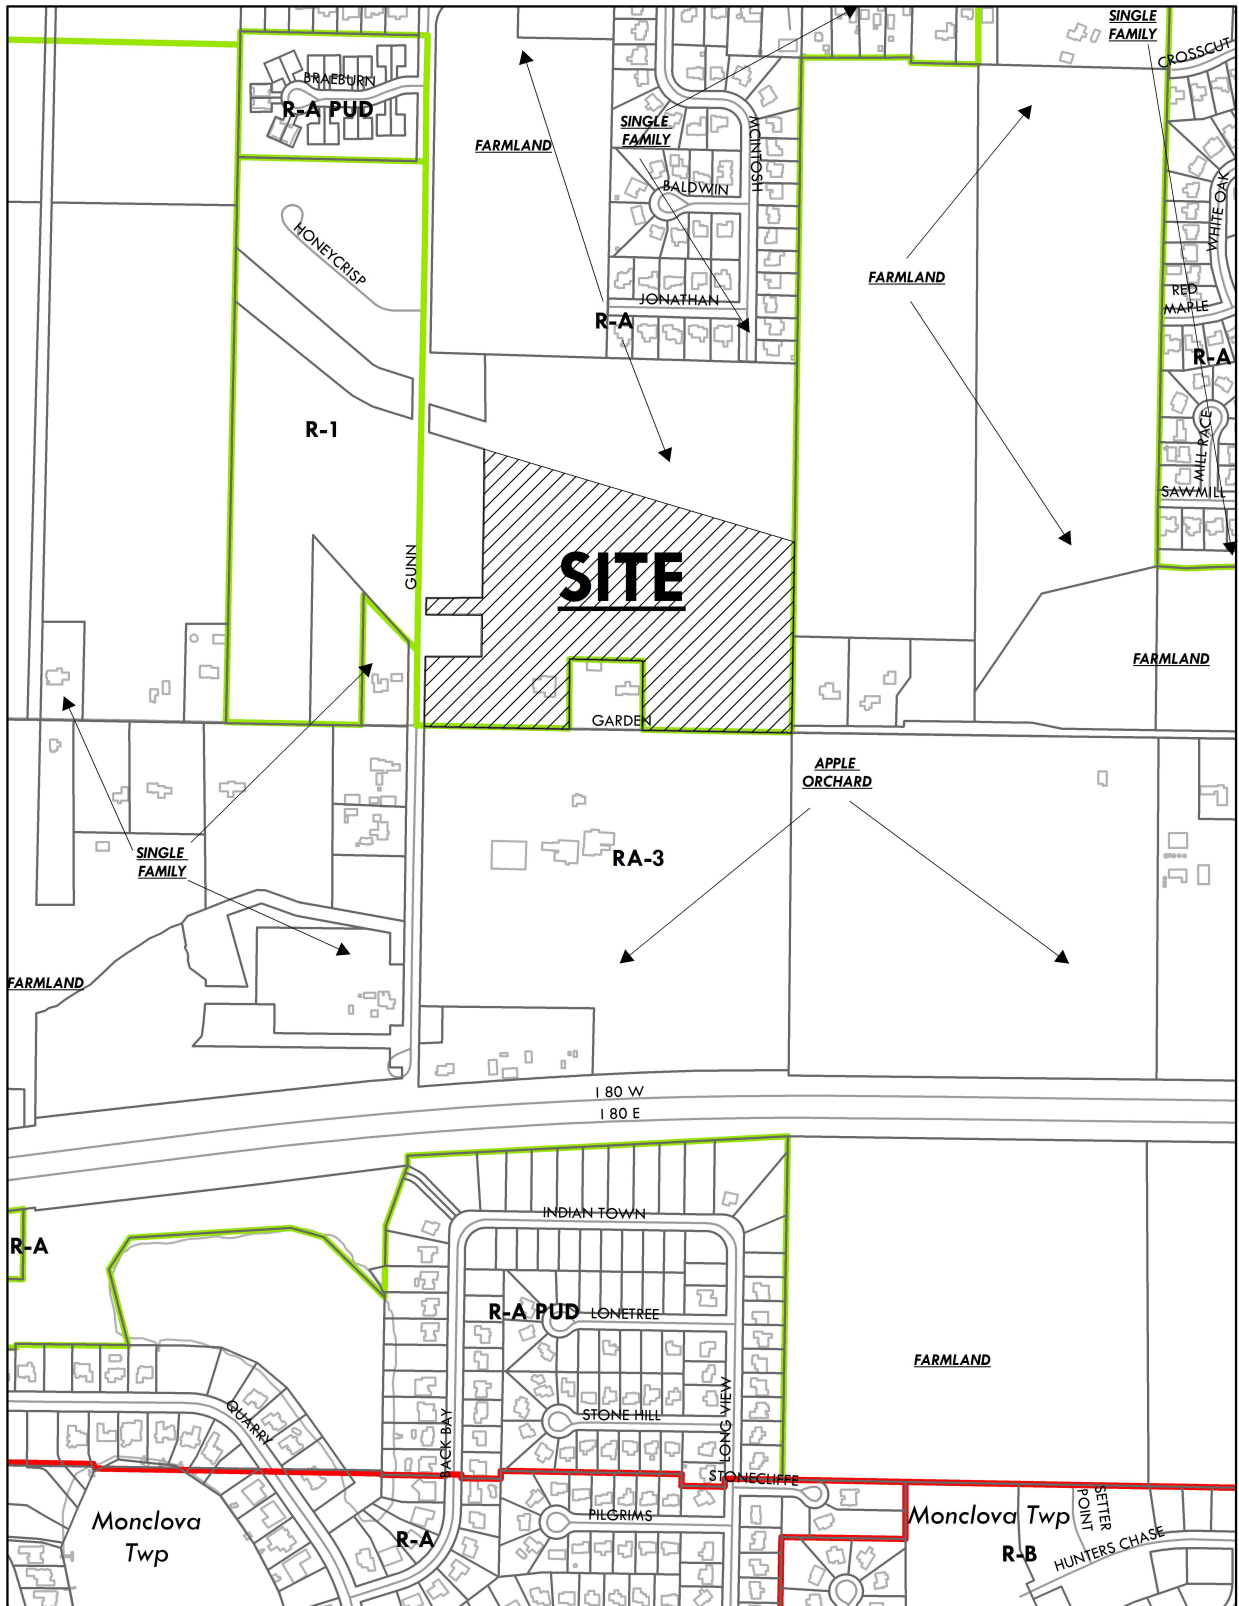 SINGLE
FAMILY
CROSSCUT
BRAEBURN
R-A PUD
FARMLAND
SINGLE
FAMILY
MCINTOSH
BALDWIN
WHITE OAK
HONEYCRISP
FARMLAND
RED
MAPLE
JONATHAN
R-A
R-A
R-1
MILL RACE
SAWMILL
GUNN
SITE
FARMLAND
GARDEN
APPLE
ORCHARD
SINGLE
FAMILY
RA-3
FARMLAND
I 80 W
I 80 E
INDIAN TOWN
R-A
R-A PUD
LONETREE
FARMLAND
QUARRY
BACK BAY
STONE HILL
LONG VIEW
STONECLIFFE
Monclova
Twp
PILGRIMS
R-A
Monclova Twp
SETTER
POINT
R-B
HUNTERS CHASE